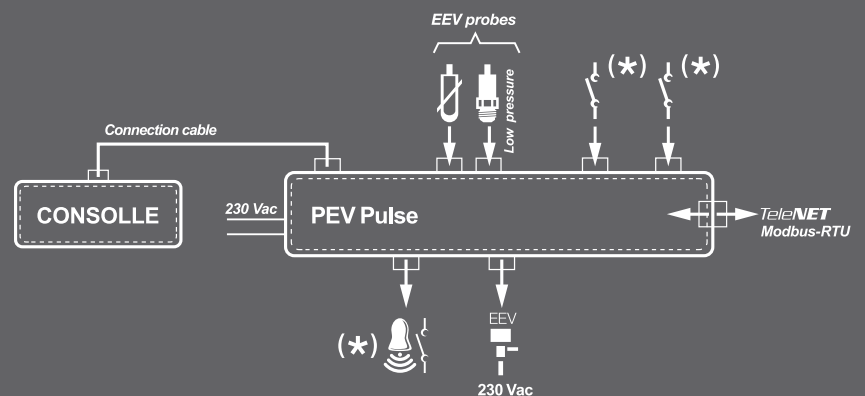 EEV probes
(*)
(*)
Low pressure
Connection cable
CONSOLLE
230 Vac
PEV Pulse
TeleNET
Modbus-RTU
(*)
EEV
230 Vac